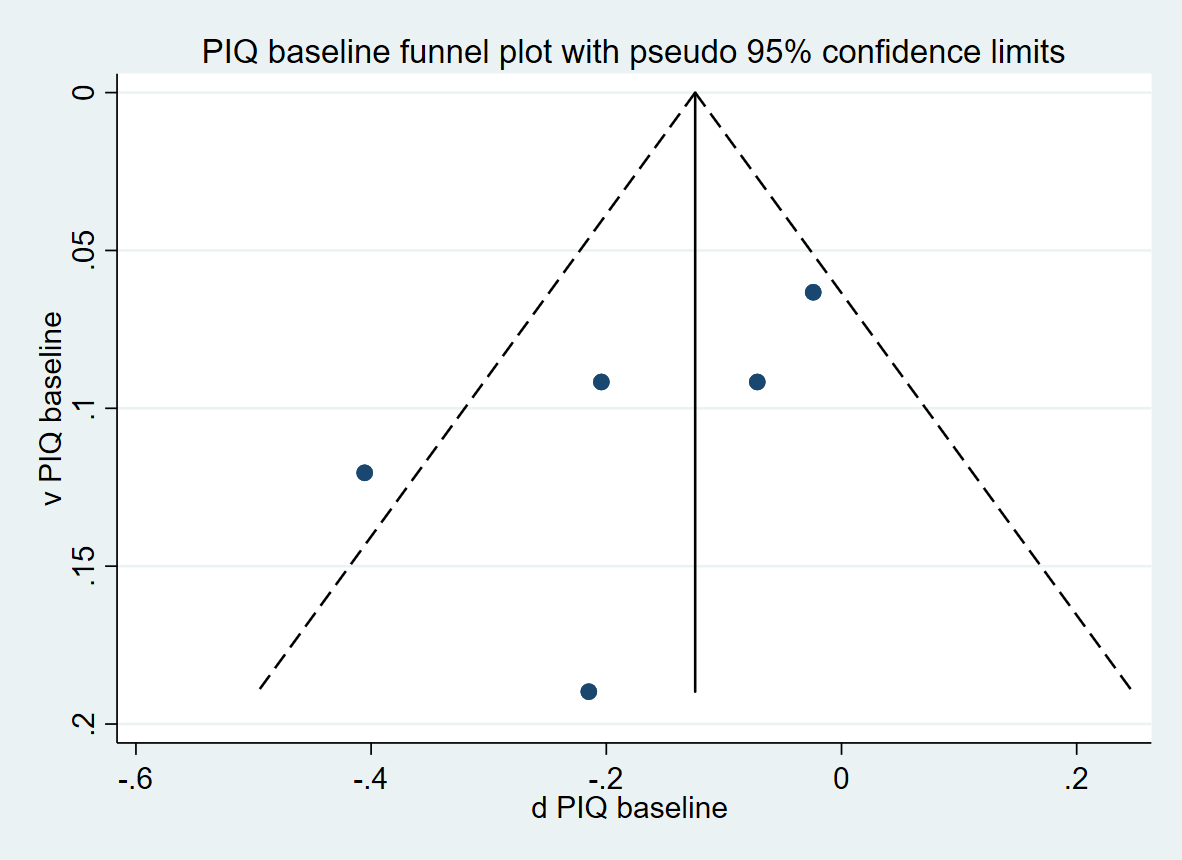 PIQ baseline funnel plot with pseudo 95% confidence limits
0
.05
.1
.15
.2
v PIQ baseline
-.6 -.4 -.2 0 .2
d PIQ baseline